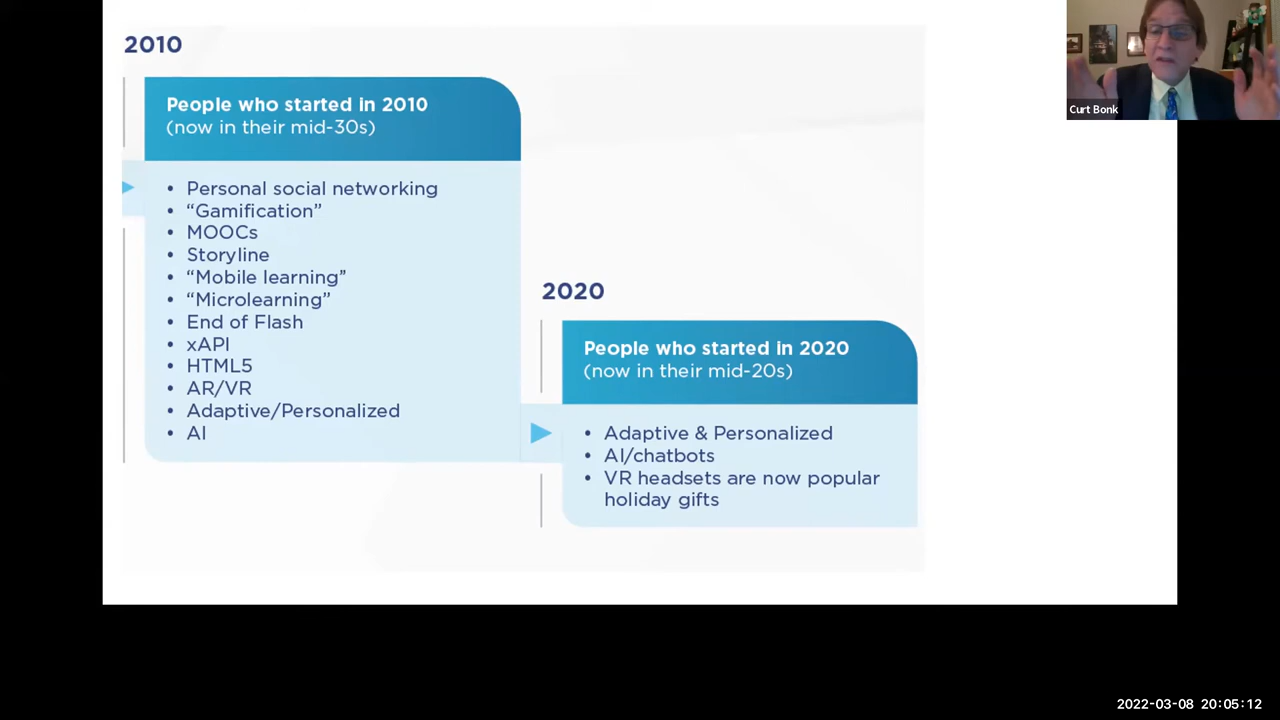 2010
People who started in 2010
(now in their mid-30s)
• Personal social networking
• “Gamification”
• MOOCs
• Storyline
• “Mobile learning”
• “Microlearning”
• End of Flash
• xAPI
• HTML5
• AR/VR
• Adaptive/Personalized
• AI
2020
People who started in 2020
(now in their mid-20s)
• Adaptive & Personalized
• AI/chatbots
• VR headsets are now popular
holiday gifts
Curt Bonk
2022-03-08 20:05:12